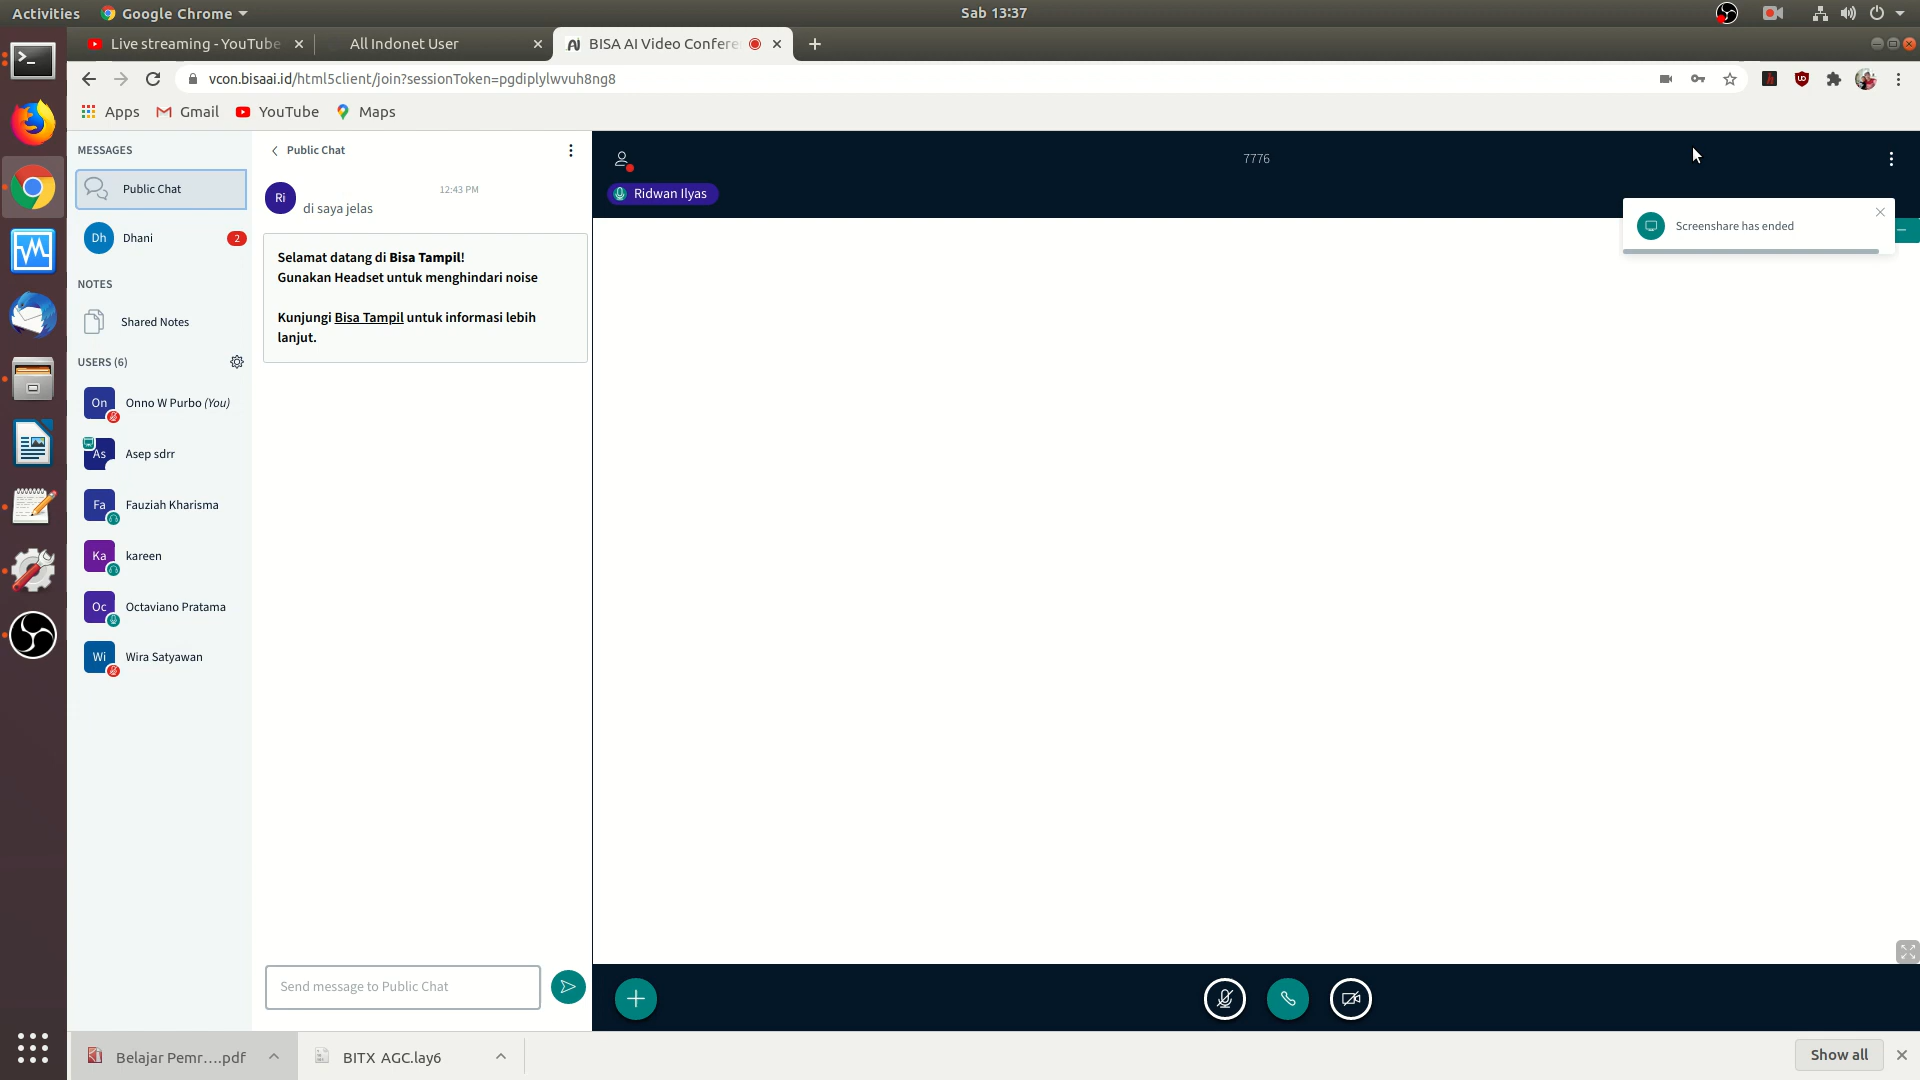 Activities
Google Chrome
Sab 13:37
Live streaming - YouTube
All Indonet User
BISA AI Video Confere
vcon.bisaai.id/html5client/join?sessionToken=pgdiplylwvuh8ng8
Apps
Gmail
YouTube
Maps
MESSAGES
Public Chat
Dh
Dhani
2
NOTES
Shared Notes
USERS (6)
On
Onno W Purbo (You)
As
Asep sdrr
Fa
Fauziah Kharisma
Ka
kareen
Oc
Octaviano Pratama
Wi
Wira Satyawan
Public Chat
Ri
12:43 PM
di saya jelas
Selamat datang di Bisa Tampil!
Gunakan Headset untuk menghindari noise
Kunjungi Bisa Tampil untuk informasi lebih
lanjut.
Send message to Public Chat
7776
Ridwan Ilyas
Screenshare has ended
Belajar Pemr….pdf
BITX AGC.lay6
Show all